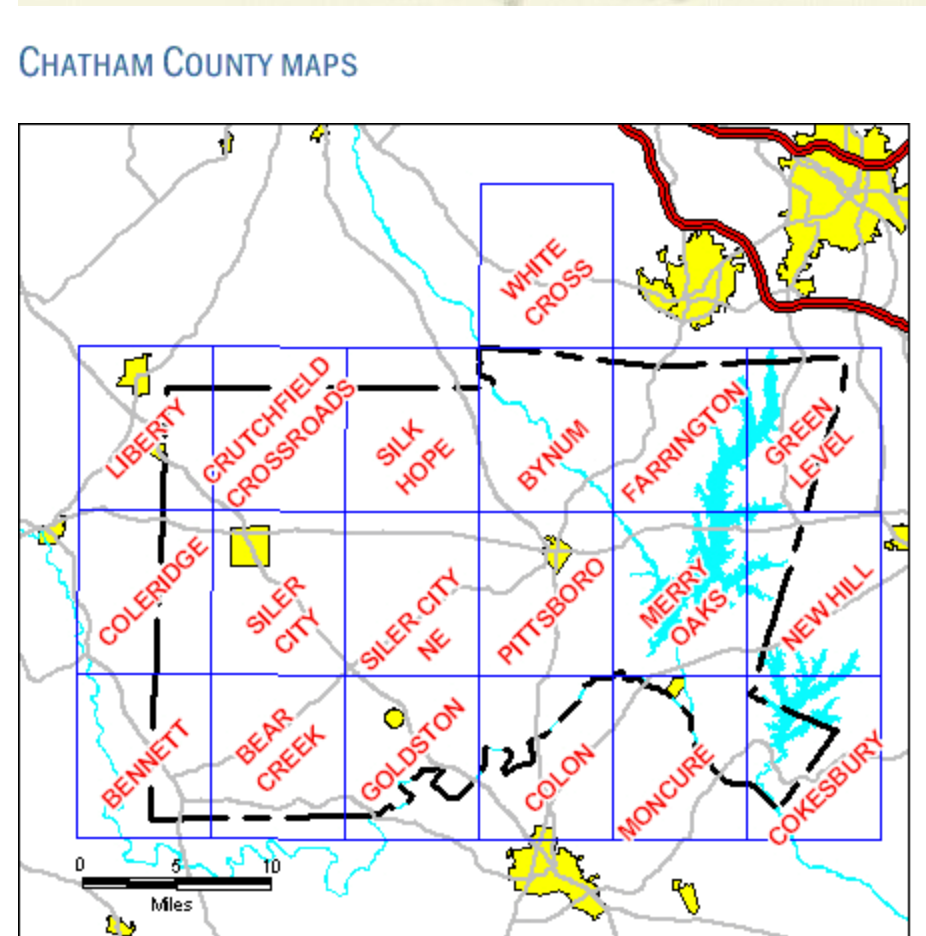 CHATHAM COUNTY MAPS
WHITE
CROSS
LIBERTY
CRUTCHFIELD
CROSSROADS
SILK
HOPE
BYNUM
FARRINGTON
GREEN
LEVEL
COLERIDGE
SILER
CITY
SILER CITY
NE
PITTSBORO
MERRY
OAKS
NEW HILL
BENNETT
BEAR
CREEK
GOLDSTON
COLON
MONCURE
COKESBURY
0 5 10
Miles